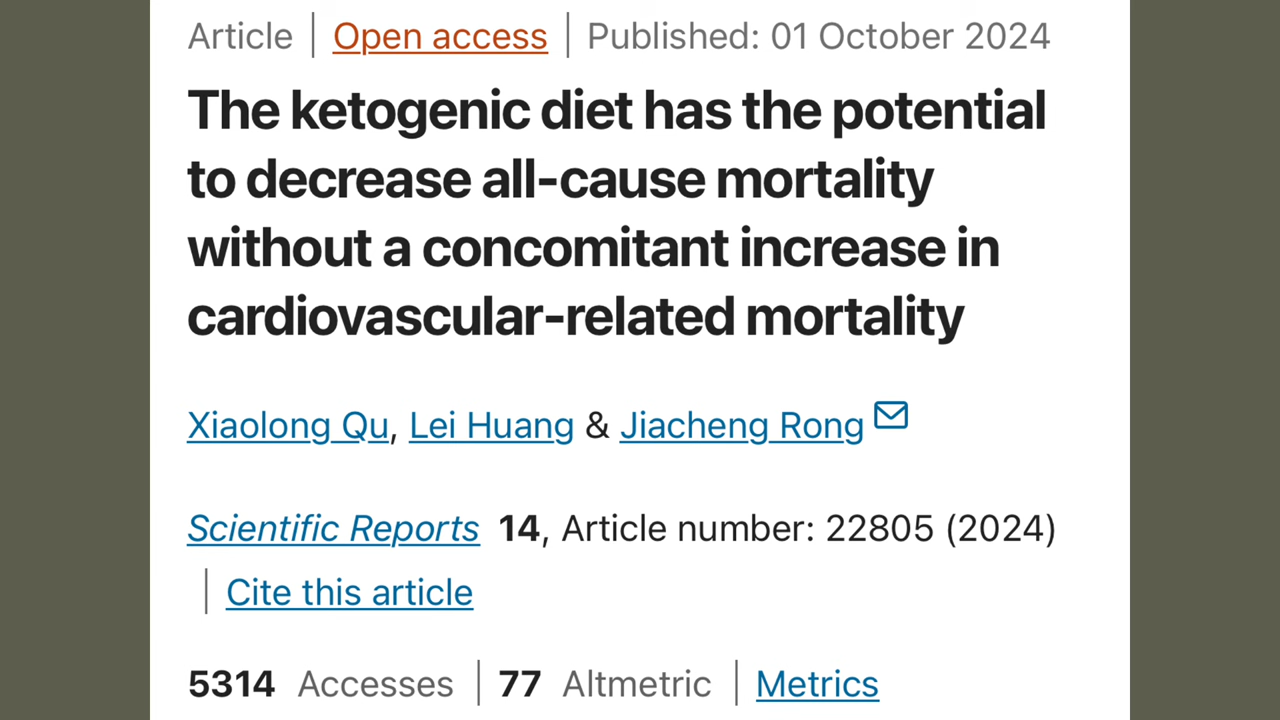 Article | Open access | Published: 01 October 2024
The ketogenic diet has the potential
to decrease all-cause mortality
without a concomitant increase in
cardiovascular-related mortality
Xiaolong Qu, Lei Huang & Jiacheng Rong
Scientific Reports 14, Article number: 22805 (2024)
| Cite this article
5314 Accesses | 77 Altmetric | Metrics